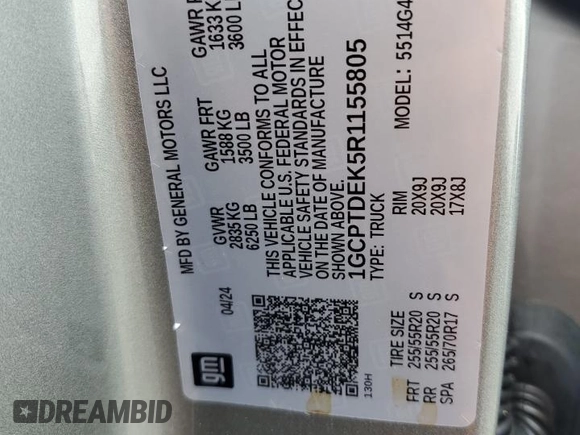 MFD BY GENERAL MOTORS LLC
04/24
GVWR
2835 KG
6250 LB
GAWR FRT
1588 KG
3500 LB
GAWR
1633
3600
THIS VEHICLE CONFORMS TO ALL
APPLICABLE U.S. FEDERAL MOTOR
VEHICLE SAFETY STANDARDS IN EFFEC
ON THE DATE OF MANUFACTURE
SHOWN ABOVE.
1GCPTDEK5R1155805
TYPE: TRUCK
MODEL: 5514G4
gm
130H
TIRE SIZE RIM
FRT 255/55R20 S 20X9J
RR 255/55R20 S 20X9J
SPA 265/70R17 S 17X8J
DREAMBID